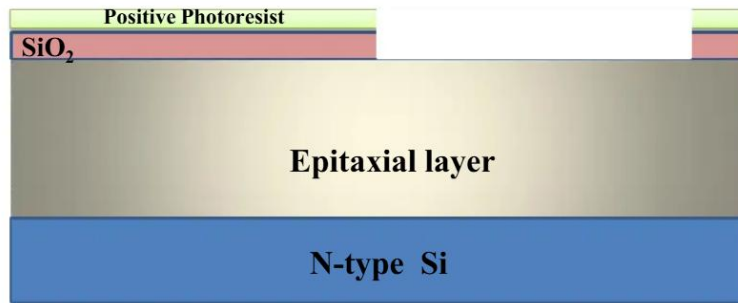 Positive Photoresist
SiO₂
Epitaxial layer
N-type Si